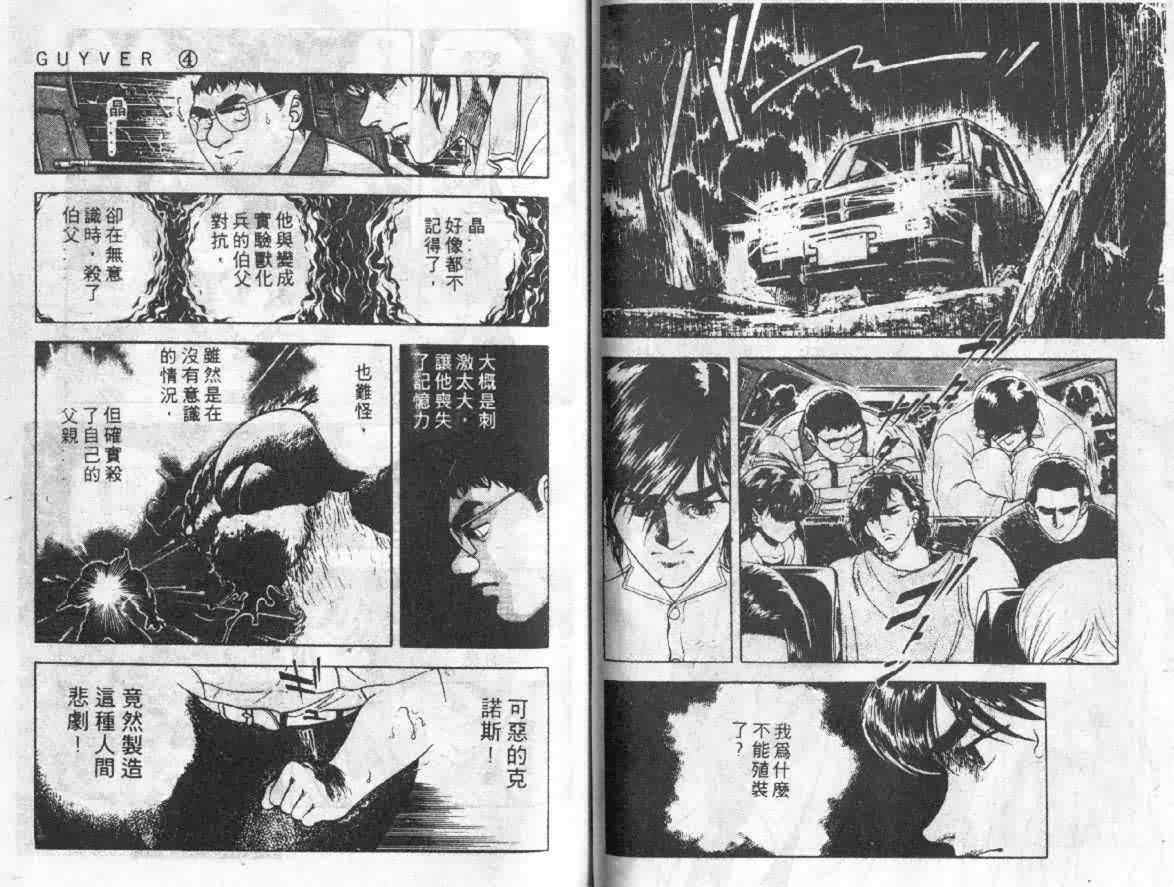 我爲什麼
不能殖裝
了？
GUYVER ④
晶‥‥
晶‥‥
好像都不
記得了，
他與變成
實驗獸化
兵的伯父
對抗，
卻在無意
識時，殺了
伯父‥‥
大概是刺
激太大，
讓他喪失
了記憶力
也難怪，
雖然是在
沒有意識
的情況，
但確實殺
了自己的
父親‥‥
可惡的克
諾斯！
竟然製造
這種人間
悲劇！